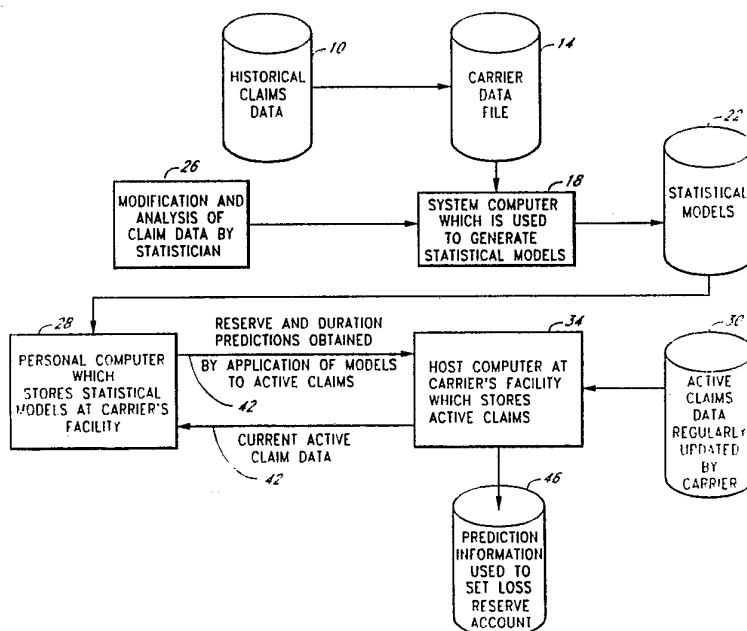 10
HISTORICAL
CLAIMS
DATA
14
CARRIER
DATA
FILE
22
STATISTICAL
MODELS
26
MODIFICATION AND
ANALYSIS OF
CLAIM DATA BY
STATISTICIAN
18
SYSTEM COMPUTER
WHICH IS USED
TO GENERATE
STATISTICAL MODELS
28
PERSONAL COMPUTER
WHICH
STORES STATISTICAL
MODELS AT CARRIER'S
FACILITY
RESERVE AND DURATION
PREDICTIONS OBTAINED
BY APPLICATION OF MODELS
TO ACTIVE CLAIMS
42
CURRENT ACTIVE
CLAIM DATA
42
34
HOST COMPUTER AT
CARRIER'S FACILITY
WHICH STORES
ACTIVE CLAIMS
30
ACTIVE
CLAIMS
DATA
REGULARLY
UPDATED
BY
CARRIER
46
PREDICTION
INFORMATION
USED TO
SET LOSS
RESERVE
ACCOUNT